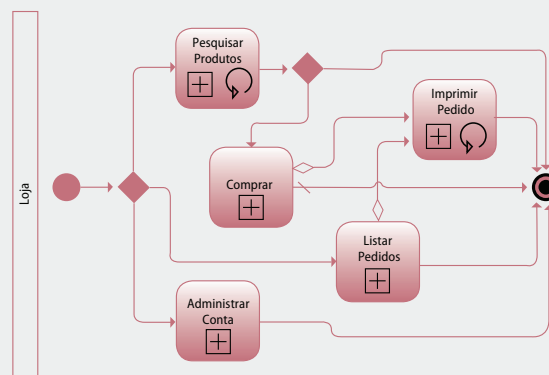 Loja
Pesquisar
Produtos
Imprimir
Pedido
Comprar
Listar
Pedidos
Administrar
Conta